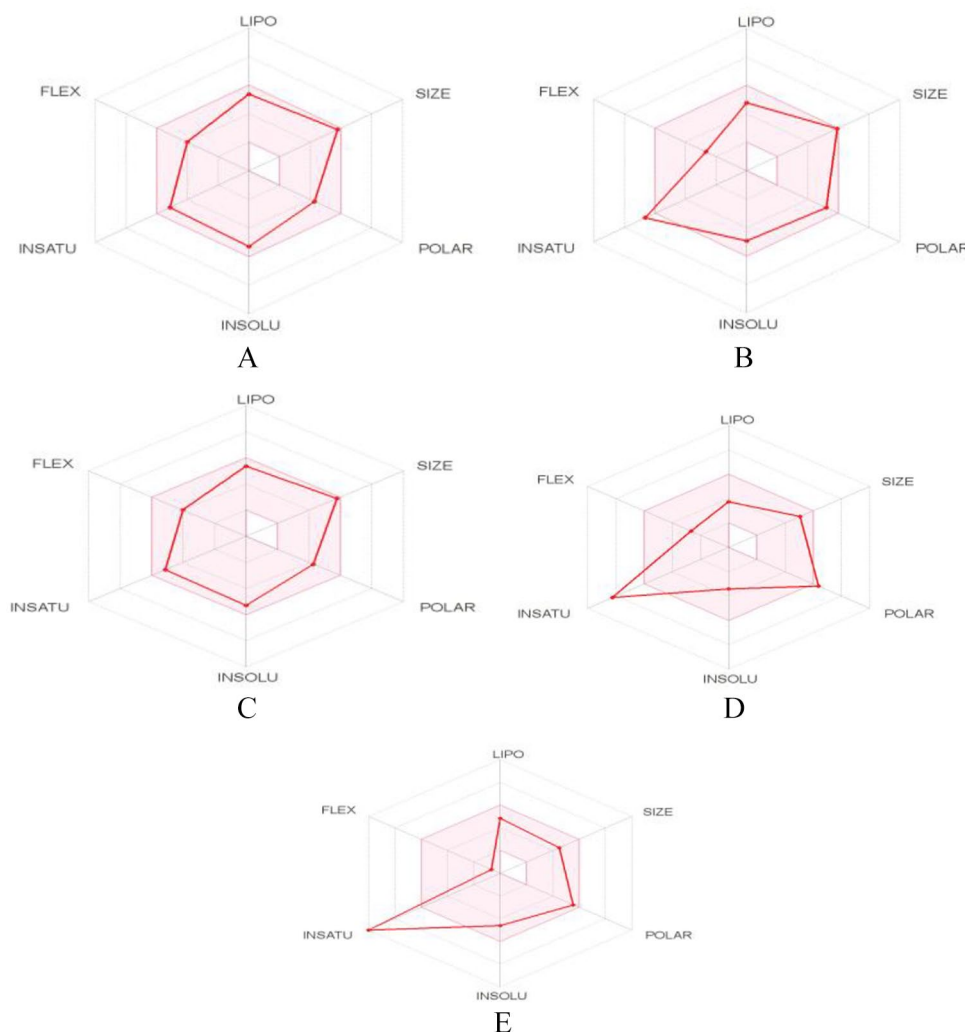 LIPO
LIPO
FLEX
SIZE
FLEX
SIZE
INSATU
POLAR
INSATU
POLAR
INSOLU
INSOLU
A
B
LIPO
LIPO
FLEX
SIZE
FLEX
SIZE
INSATU
POLAR
INSATU
POLAR
INSOLU
INSOLU
C
D
LIPO
FLEX
SIZE
INSATU
POLAR
INSOLU
E